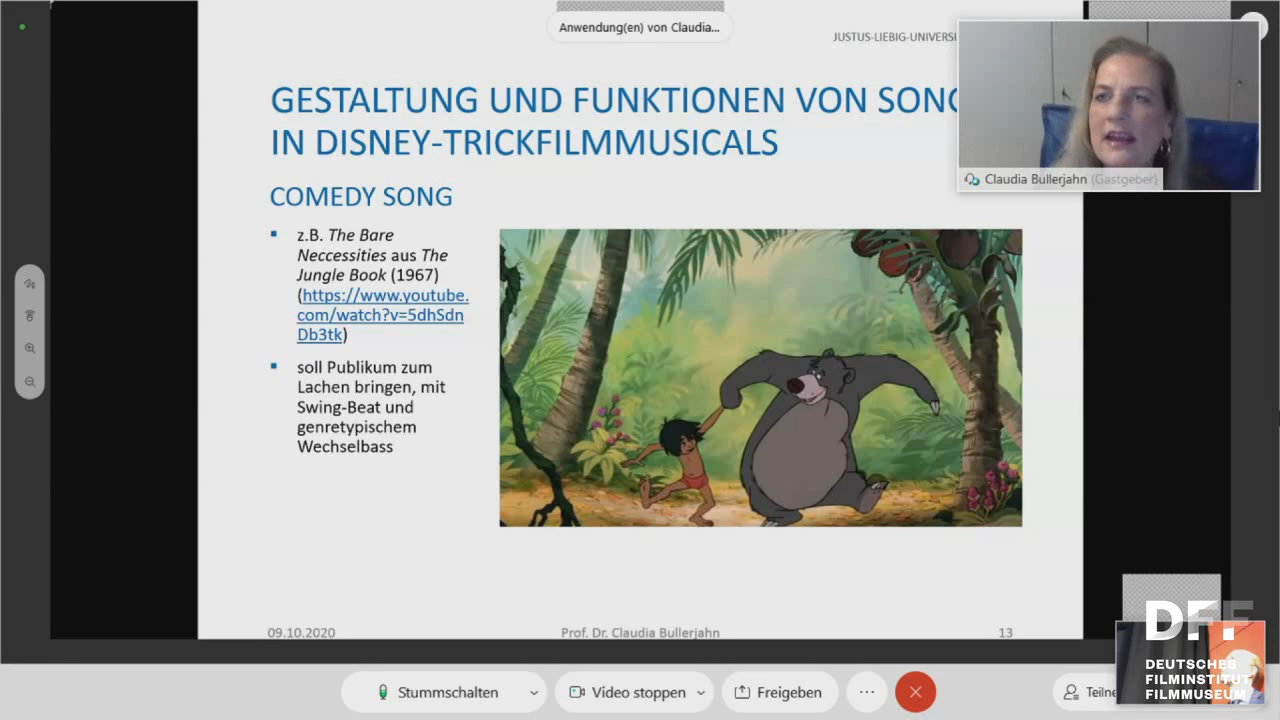 Anwendung(en) von Claudia...
JUSTUS-LIEBIG-UNIVERSI
GESTALTUNG UND FUNKTIONEN VON SONG
IN DISNEY-TRICKFILMMUSICALS
Claudia Bullerjahn (Gastgeber)
COMEDY SONG
z.B. The Bare
Neccessities aus The
Jungle Book (1967)
(https://www.youtube.
com/watch?v=5dhSdn
Db3tk)
soll Publikum zum
Lachen bringen, mit
Swing-Beat und
genretypischem
Wechselbass
09.10.2020
Prof. Dr. Claudia Bullerjahn
13
DFF.
DEUTSCHES
FILMINSTITUT
FILMMUSEUM
Stummschalten
Video stoppen
Freigeben
Teilne